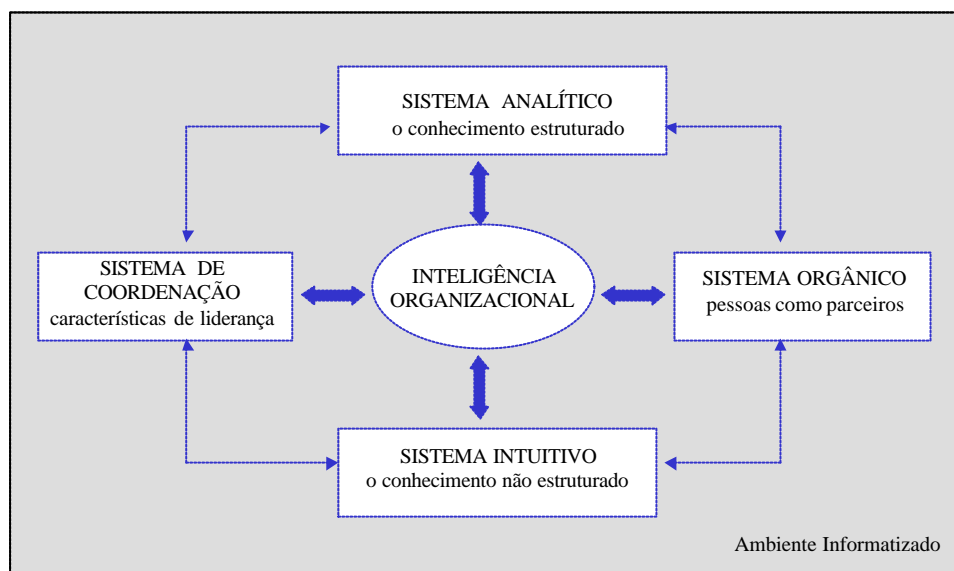 SISTEMA ANALÍTICO
o conhecimento estruturado
SISTEMA DE
COORDENAÇÃO
características de liderança
INTELIGÊNCIA
ORGANIZACIONAL
SISTEMA ORGÂNICO
pessoas como parceiros
SISTEMA INTUITIVO
o conhecimento não estruturado
Ambiente Informatizado